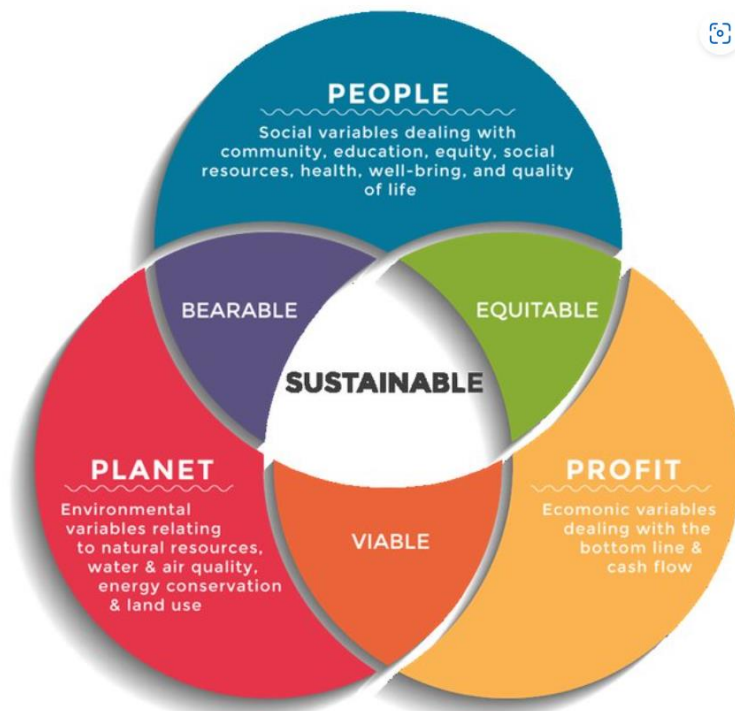 PEOPLE
Social variables dealing with
community, education, equity, social
resources, health, well-bring, and quality
of life
BEARABLE
EQUITABLE
SUSTAINABLE
PLANET
Environmental
variables relating
to natural resources,
water & air quality,
energy conservation
& land use
VIABLE
PROFIT
Ecomonic variables
dealing with the
bottom line &
cash flow